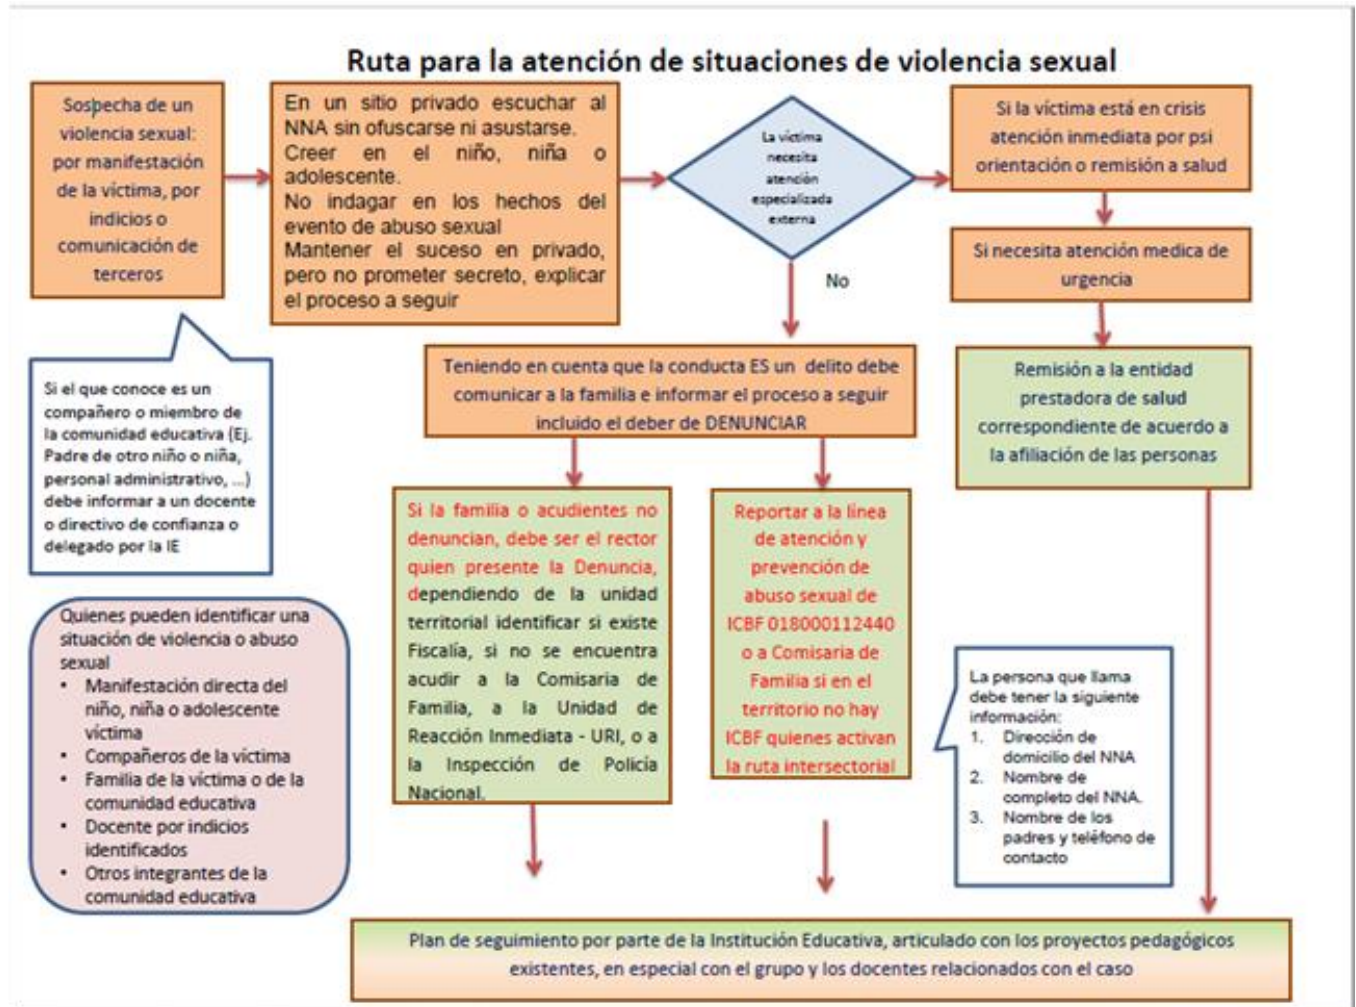 Ruta para la atención de situaciones de violencia sexual
Sospecha de un
violencia sexual:
por manifestación
de la víctima, por
indicios o
comunicación de
terceros
En un sitio privado escuchar al
NNA sin ofuscarse ni asustarse.
Creer en el niño, niña o
adolescente.
No indagar en los hechos del
evento de abuso sexual
Mantener el suceso en privado,
pero no prometer secreto, explicar
el proceso a seguir
La víctima
necesita
atención
especializada
externa
Si la víctima está en crisis
atención inmediata por psi
orientación o remisión a salud
Si necesita atención medica de
urgencia
No
Si el que conoce es un
compañero o miembro de
la comunidad educativa (Ej.
Padre de otro niño o niña,
personal administrativo, ...)
debe informar a un docente
o directivo de confianza o
delegado por la IE
Teniendo en cuenta que la conducta ES un delito debe
comunicar a la familia e informar el proceso a seguir
incluido el deber de DENUNCIAR
Remisión a la entidad
prestadora de salud
correspondiente de acuerdo a
la afiliación de las personas
Si la familia o acudientes no
denuncian, debe ser el rector
quien presente la Denuncia,
dependiendo de la unidad
territorial identificar si existe
Fiscalía, si no se encuentra
acudir a la Comisaria de
Familia, a la Unidad de
Reacción Inmediata - URI, o a
la Inspección de Policía
Nacional.
Reportar a la línea
de atención y
prevención de
abuso sexual de
ICBF 018000112440
o a Comisaria de
Familia si en el
territorio no hay
ICBF quienes activan
la ruta intersectorial
Quienes pueden identificar una
situación de violencia o abuso
sexual
• Manifestación directa del
niño, niña o adolescente
víctima
• Compañeros de la víctima
• Familia de la víctima o de la
comunidad educativa
• Docente por indicios
identificados
• Otros integrantes de la
comunidad educativa
La persona que llama
debe tener la siguiente
información:
1. Dirección de
domicilio del NNA
2. Nombre de
completo del NNA.
3. Nombre de los
padres y teléfono de
contacto
Plan de seguimiento por parte de la Institución Educativa, articulado con los proyectos pedagógicos
existentes, en especial con el grupo y los docentes relacionados con el caso